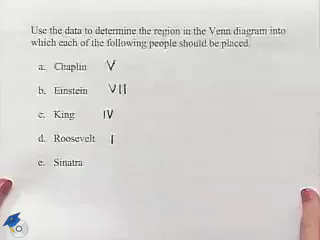 Use the data to determine the region in the Venn diagram into
which each of the following people should be placed.
a. Chaplin V
b. Einstein VII
c. King IV
d. Roosevelt I
e. Sinatra